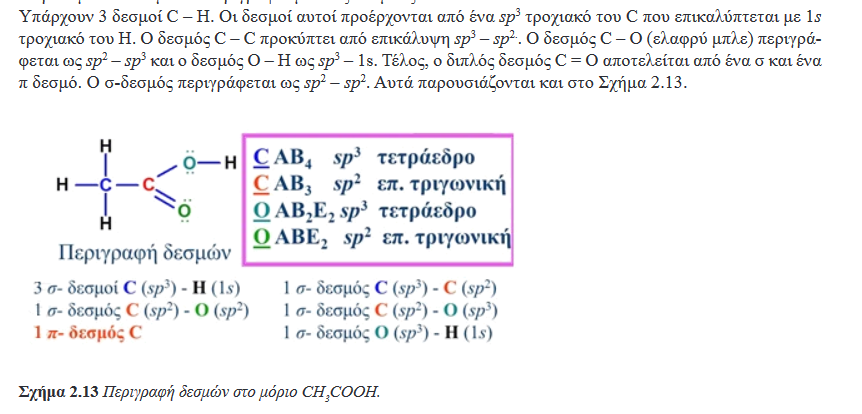 Υπάρχουν 3 δεσμοί C – H. Οι δεσμοί αυτοί προέρχονται από ένα sp³ τροχιακό του C που επικαλύπτεται με 1s
τροχιακό του H. Ο δεσμός C – C προκύπτει από επικάλυψη sp³ – sp². Ο δεσμός C – O (ελαφρύ μπλε) περιγρά-
φεται ως sp² – sp³ και ο δεσμός O – H ως sp³ – 1s. Τέλος, ο διπλός δεσμός C = O αποτελείται από ένα σ και ένα
π δεσμό. Ο σ-δεσμός περιγράφεται ως sp² – sp². Αυτά παρουσιάζονται και στο Σχήμα 2.13.
H
O – H
H – C – C
O
H
C AB₄ sp³ τετράεδρο
C AB₃ sp² επ. τριγωνική
O AB₂E₂ sp³ τετράεδρο
O ABE₂ sp² επ. τριγωνική
Περιγραφή δεσμών
3 σ- δεσμοί C (sp³) - H (1s)
1 σ- δεσμός C (sp²) - O (sp²)
1 π- δεσμός C
1 σ- δεσμός C (sp³) - C (sp²)
1 σ- δεσμός C (sp²) - O (sp³)
1 σ- δεσμός O (sp³) - H (1s)
Σχήμα 2.13 Περιγραφή δεσμών στο μόριο CH₃COOH.